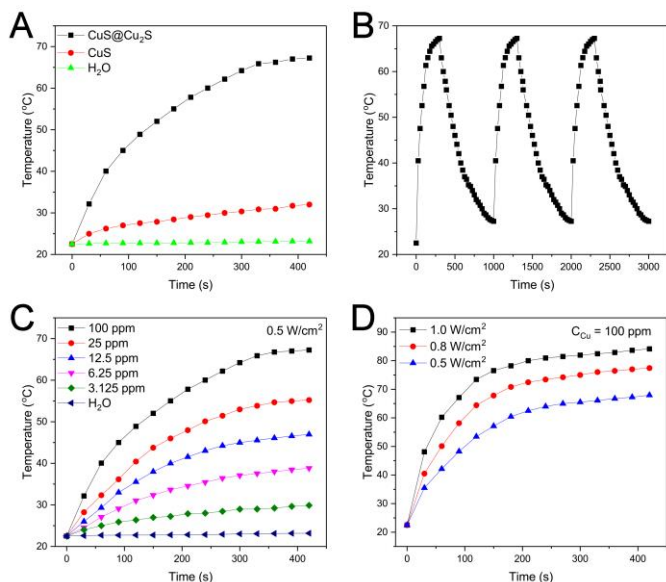 A
CuS@Cu₂S
CuS
H₂O
70
60
50
40
30
20
Temperature (°C)
0 100 200 300 400
Time (s)
B
70
60
50
40
30
20
Temperature (°C)
0 500 1000 1500 2000 2500 3000
Time (s)
C
100 ppm
25 ppm
12.5 ppm
6.25 ppm
3.125 ppm
H₂O
0.5 W/cm²
70
60
50
40
30
20
Temperature (°C)
0 100 200 300 400
Time (s)
D
1.0 W/cm²
0.8 W/cm²
0.5 W/cm²
C_Cu = 100 ppm
90
80
70
60
50
40
30
20
Temperature (°C)
0 100 200 300 400
Time (s)